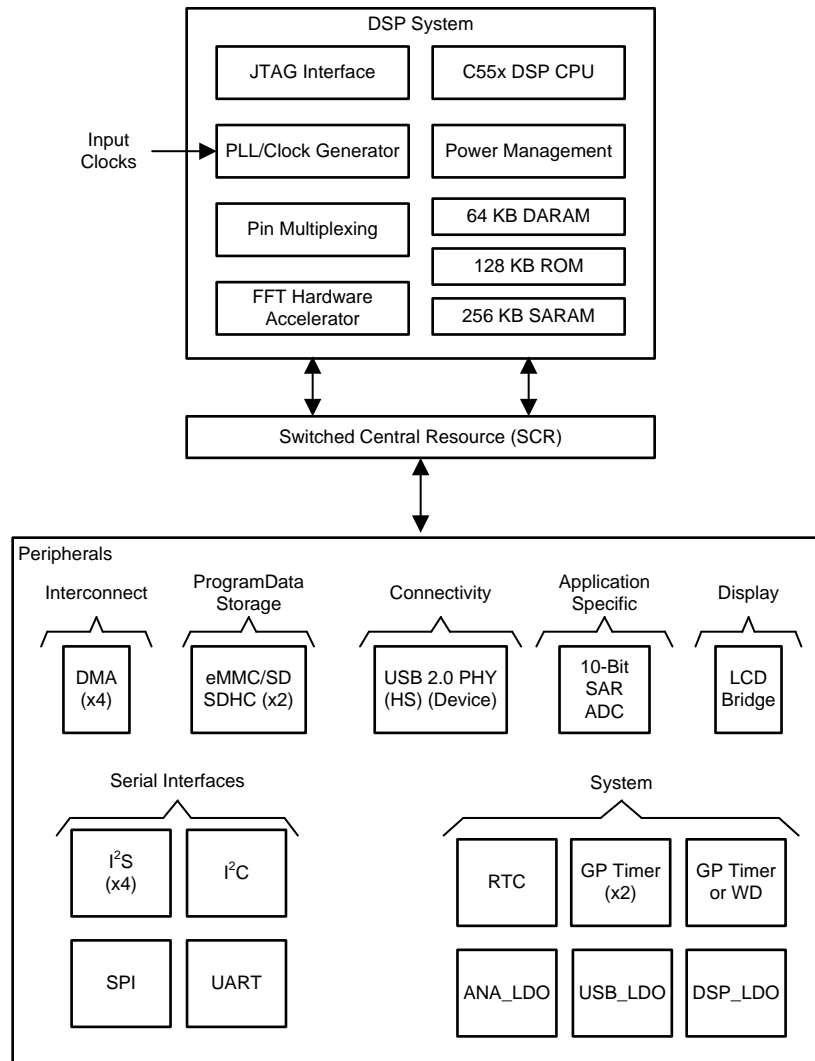 DSP System
JTAG Interface
C55x DSP CPU
Input
Clocks
PLL/Clock Generator
Power Management
Pin Multiplexing
64 KB DARAM
128 KB ROM
FFT Hardware
Accelerator
256 KB SARAM
Switched Central Resource (SCR)
Peripherals
Interconnect
ProgramData
Storage
Connectivity
Application
Specific
Display
DMA
(x4)
eMMC/SD
SDHC (x2)
USB 2.0 PHY
(HS) (Device)
10-Bit
SAR
ADC
LCD
Bridge
Serial Interfaces
System
I²S
(x4)
I²C
RTC
GP Timer
(x2)
GP Timer
or WD
SPI
UART
ANA_LDO
USB_LDO
DSP_LDO